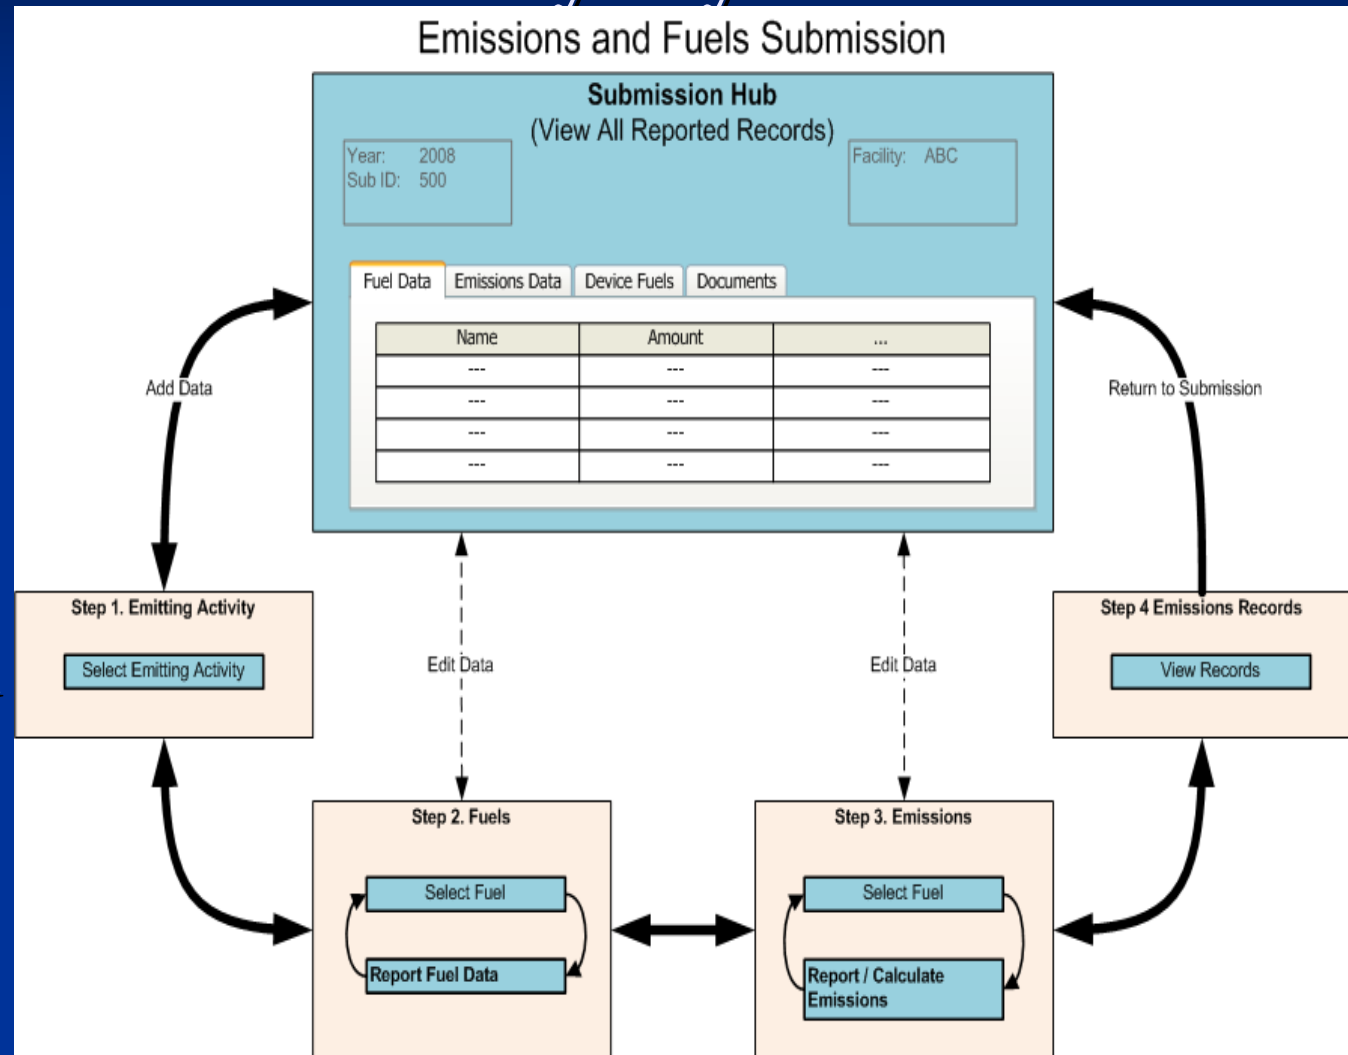 Emissions and Fuels Submission
Submission Hub
(View All Reported Records)
Year: 2008
Sub ID: 500
Facility: ABC
Fuel Data Emissions Data Device Fuels Documents
Name Amount ...
--- --- ---
--- --- ---
--- --- ---
--- --- ---
Add Data
Return to Submission
Step 1. Emitting Activity
Select Emitting Activity
Edit Data
Edit Data
Step 4 Emissions Records
View Records
Step 2. Fuels
Select Fuel
Report Fuel Data
Step 3. Emissions
Select Fuel
Report / Calculate
Emissions